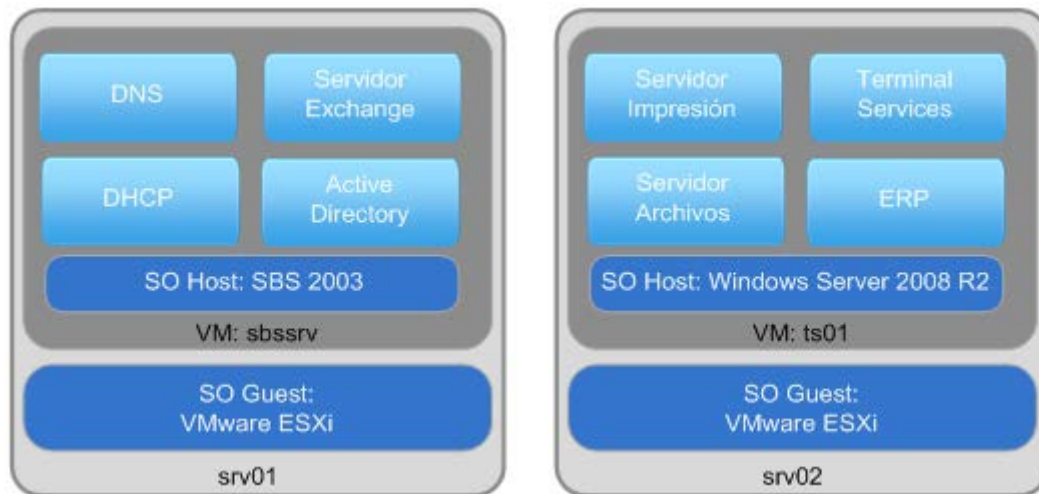 DNS
Servidor
Exchange
DHCP
Active
Directory
SO Host: SBS 2003
VM: sbssrv
SO Guest:
VMware ESXi
srv01
Servidor
Impresión
Terminal
Services
Servidor
Archivos
ERP
SO Host: Windows Server 2008 R2
VM: ts01
SO Guest:
VMware ESXi
srv02